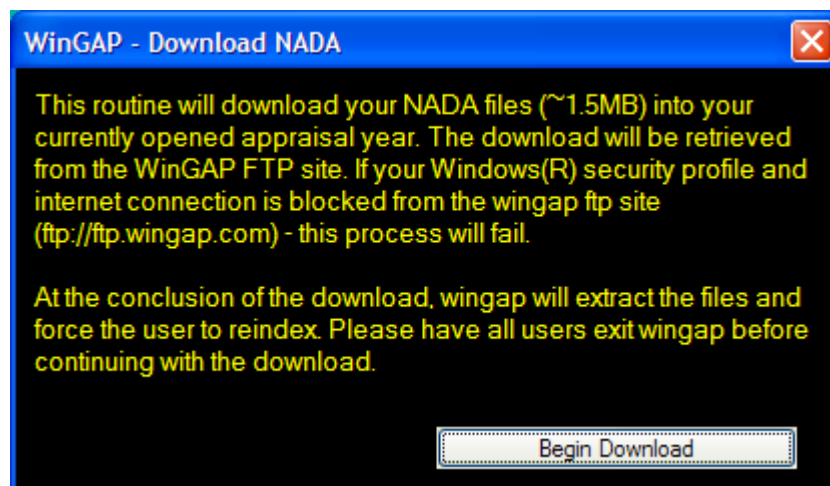 WinGAP - Download NADA
This routine will download your NADA files (~1.5MB) into your
currently opened appraisal year. The download will be retrieved
from the WinGAP FTP site. If your Windows(R) security profile and
internet connection is blocked from the wingap ftp site
(ftp://ftp.wingap.com) - this process will fail.
At the conclusion of the download, wingap will extract the files and
force the user to reindex. Please have all users exit wingap before
continuing with the download.
Begin Download